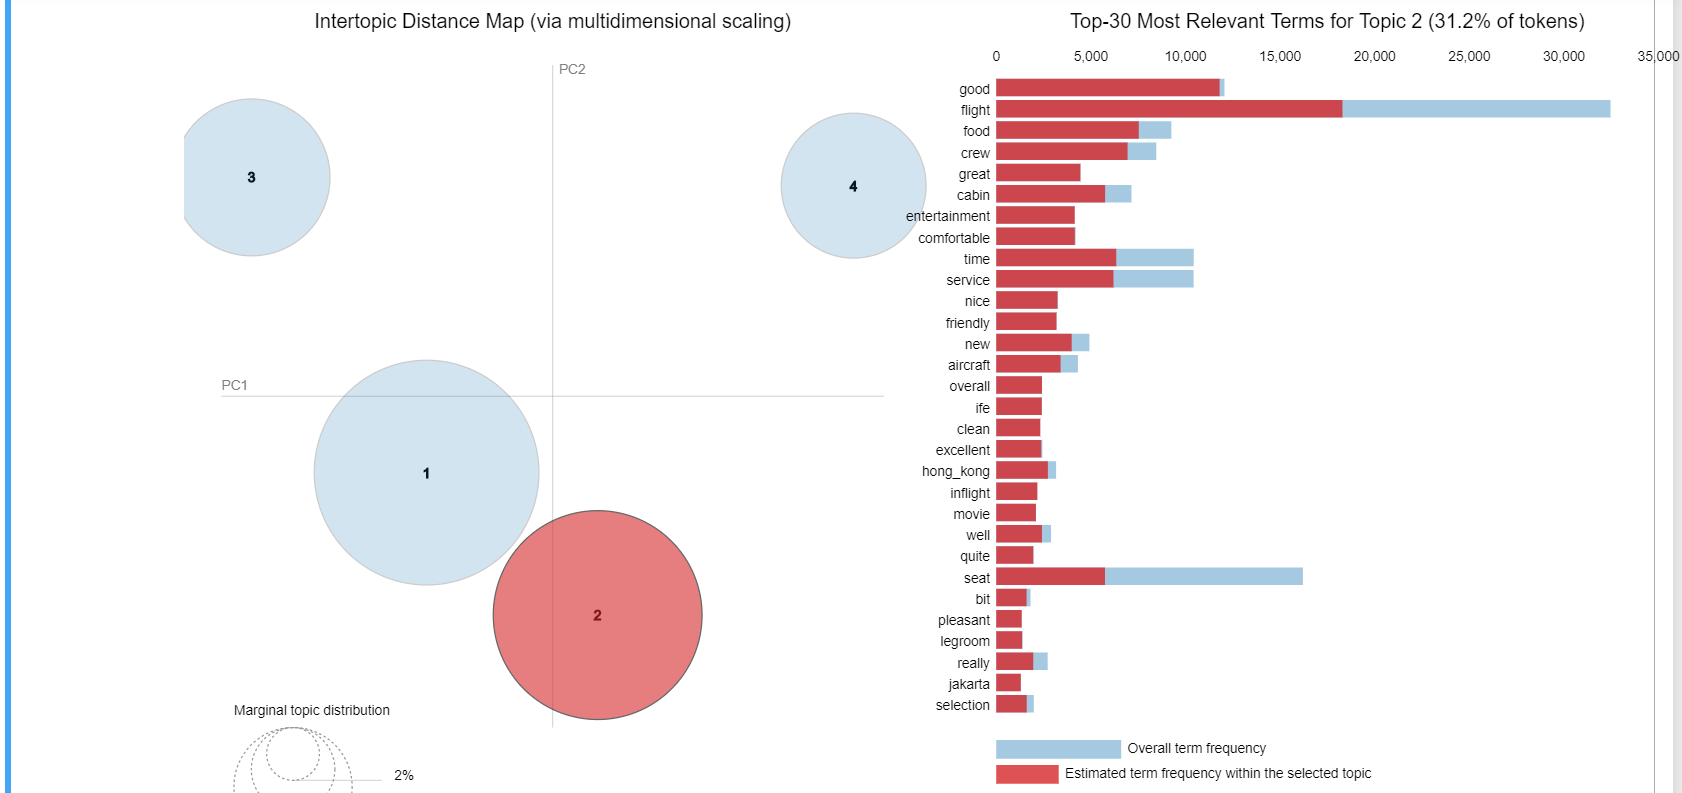 Intertopic Distance Map (via multidimensional scaling)
PC2
3
4
PC1
1
2
Marginal topic distribution
2%
Top-30 Most Relevant Terms for Topic 2 (31.2% of tokens)
0 5,000 10,000 15,000 20,000 25,000 30,000 35,000
good
flight
food
crew
great
cabin
entertainment
comfortable
time
service
nice
friendly
new
aircraft
overall
ife
clean
excellent
hong_kong
inflight
movie
well
quite
seat
bit
pleasant
legroom
really
jakarta
selection
Overall term frequency
Estimated term frequency within the selected topic